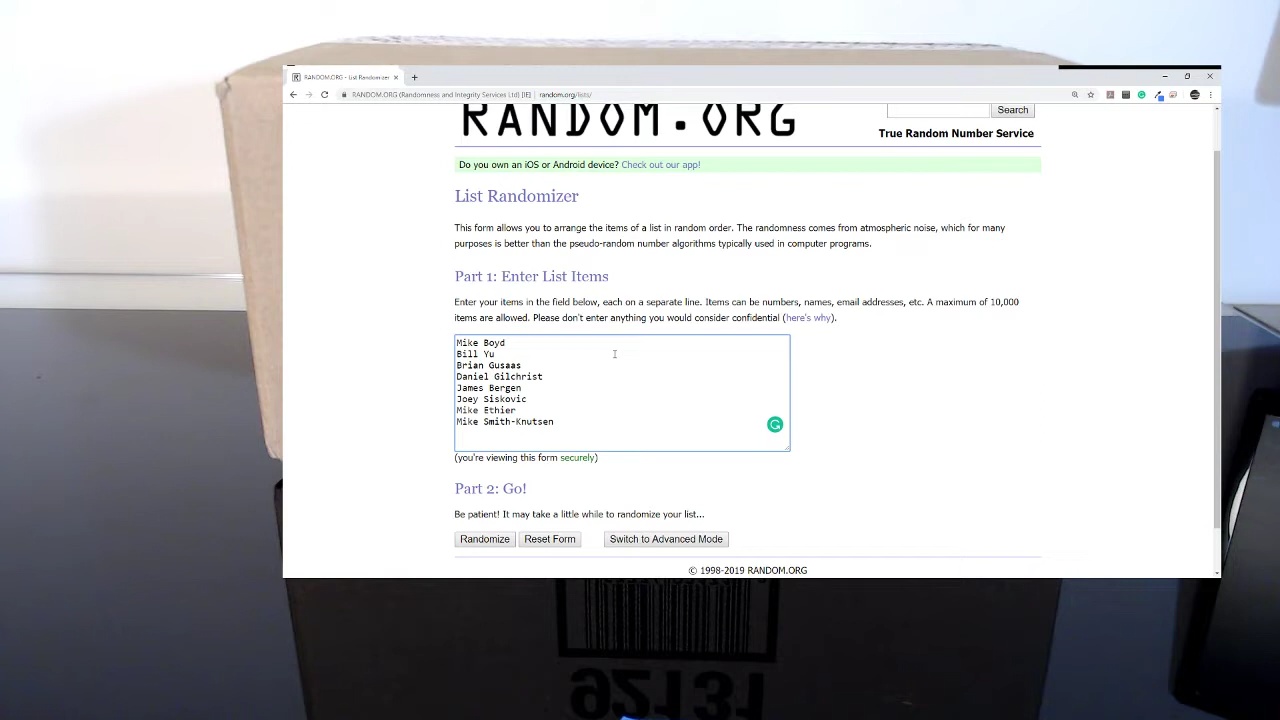 RANDOM.ORG - List Randomizer
RANDOM.ORG (Randomness and Integrity Services Ltd) [IE] | random.org/lists/
RANDOM.ORG
Search
True Random Number Service
Do you own an iOS or Android device? Check out our app!
List Randomizer
This form allows you to arrange the items of a list in random order. The randomness comes from atmospheric noise, which for many
purposes is better than the pseudo-random number algorithms typically used in computer programs.
Part 1: Enter List Items
Enter your items in the field below, each on a separate line. Items can be numbers, names, email addresses, etc. A maximum of 10,000
items are allowed. Please don't enter anything you would consider confidential (here's why).
Mike Boyd
Bill Yu
Brian Gusaas
Daniel Gilchrist
James Bergen
Joey Siskovic
Mike Ethier
Mike Smith-Knutsen
(you're viewing this form securely)
Part 2: Go!
Be patient! It may take a little while to randomize your list...
Randomize Reset Form Switch to Advanced Mode
© 1998-2019 RANDOM.ORG
92131